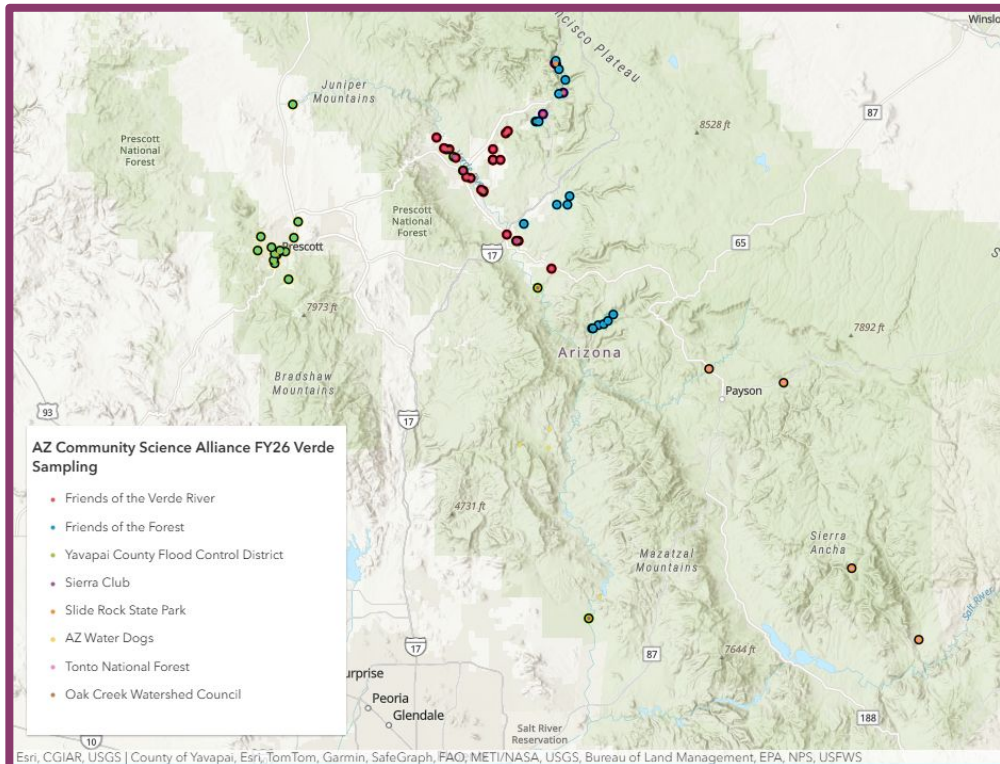 ncisco Plateau
Winslo
Juniper
Mountains
87
Prescott
National
Forest
8528 ft
Prescott
National
Forest
65
Prescott
17
7973 ft
7892 ft
Arizona
Bradshaw
Mountains
Payson
93
17
AZ Community Science Alliance FY26 Verde
Sampling
Friends of the Verde River
Friends of the Forest
Yavapai County Flood Control District
Sierra Club
Slide Rock State Park
AZ Water Dogs
Tonto National Forest
Oak Creek Watershed Council
4731 ft
Sierra
Ancha
Mazatzal
Mountains
Salt River
17
87
7644 ft
urprise
Peoria
Glendale
188
Salt River
Reservation
10
Esri, CGIAR, USGS | County of Yavapai, Esri, TomTom, Garmin, SafeGraph, FAO, METI/NASA, USGS, Bureau of Land Management, EPA, NPS, USFWS